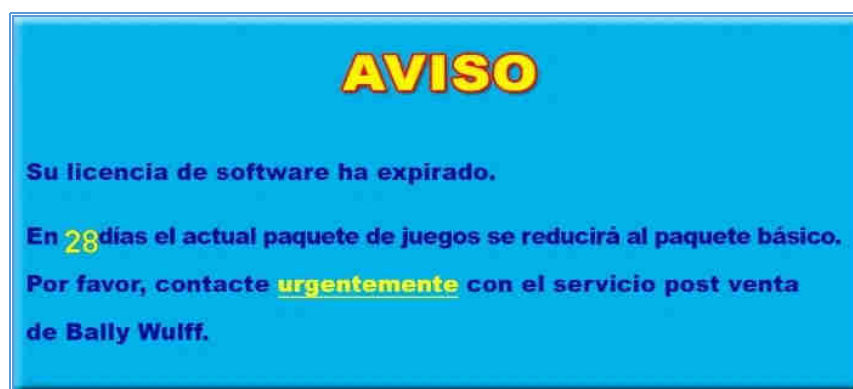 AVISO
Su licencia de software ha expirado.
En 28días el actual paquete de juegos se reducirá al paquete básico.
Por favor, contacte urgentemente con el servicio post venta
de Bally Wulff.